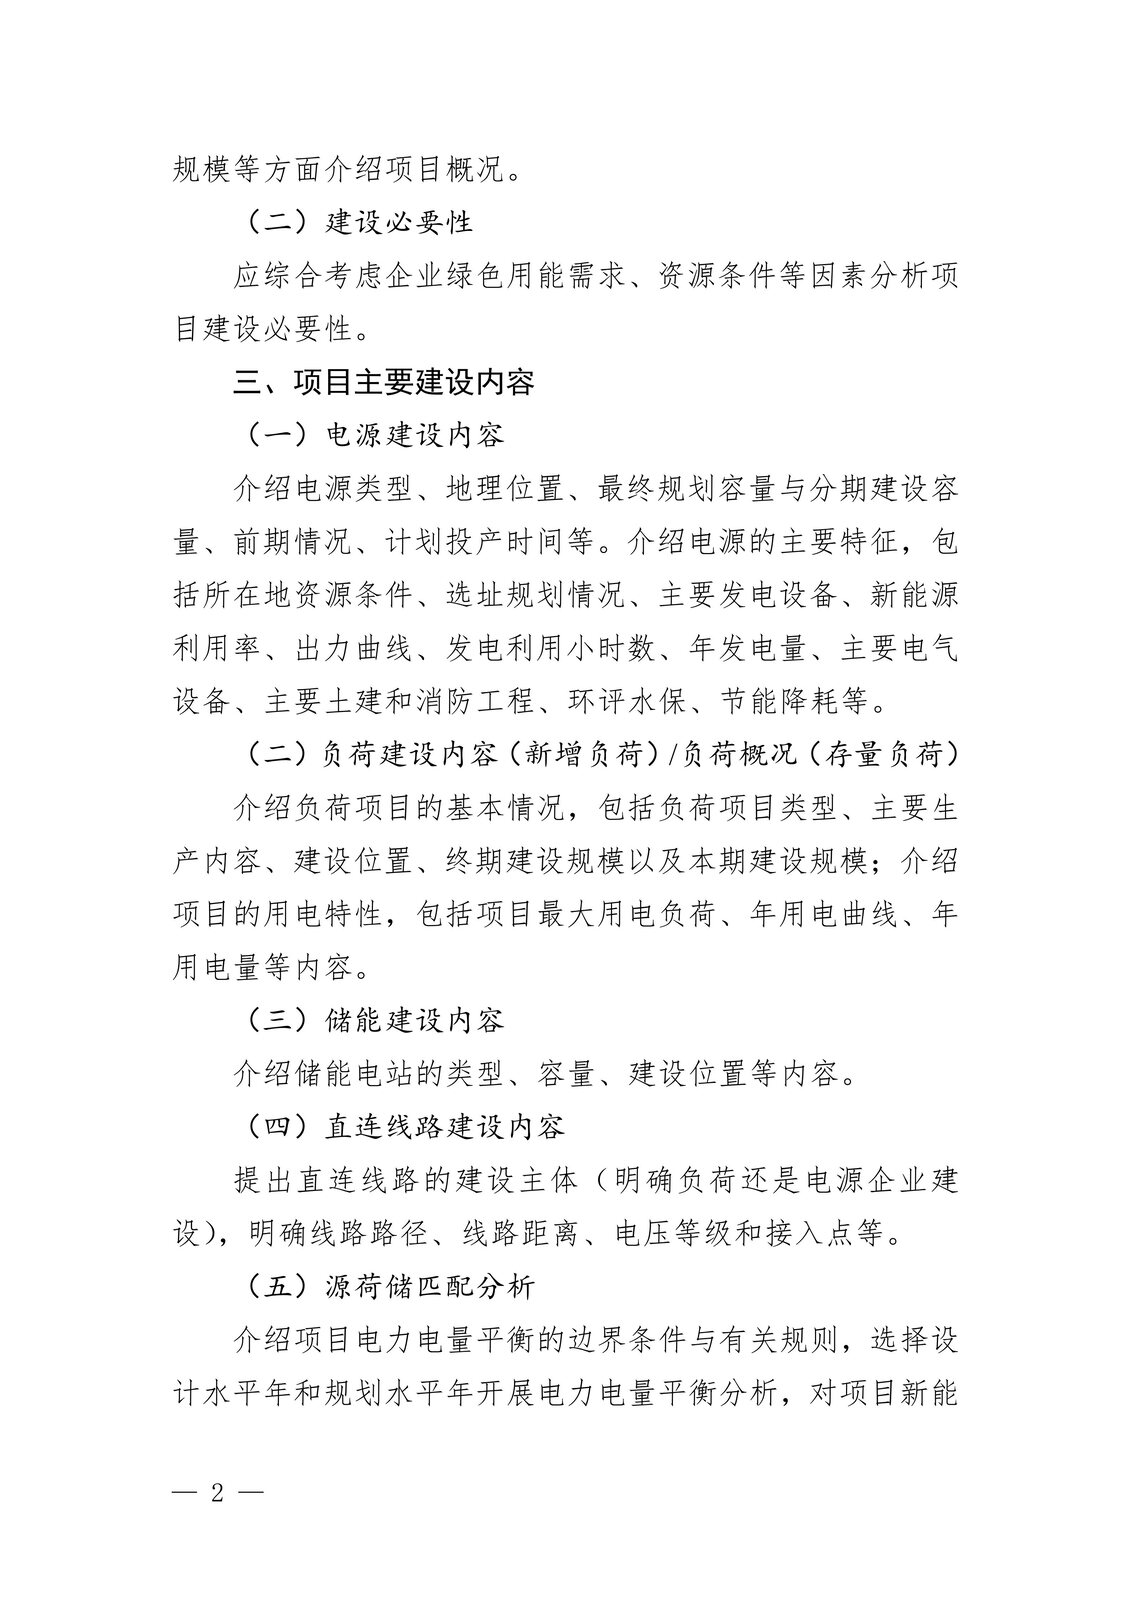 规模等方面介绍项目概况。
（二）建设必要性
应综合考虑企业绿色用能需求、资源条件等因素分析项
目建设必要性。
三、项目主要建设内容
（一）电源建设内容
介绍电源类型、地理位置、最终规划容量与分期建设容
量、前期情况、计划投产时间等。介绍电源的主要特征，包
括所在地资源条件、选址规划情况、主要发电设备、新能源
利用率、出力曲线、发电利用小时数、年发电量、主要电气
设备、主要土建和消防工程、环评水保、节能降耗等。
（二）负荷建设内容（新增负荷）/负荷概况（存量负荷）
介绍负荷项目的基本情况，包括负荷项目类型、主要生
产内容、建设位置、终期建设规模以及本期建设规模；介绍
项目的用电特性，包括项目最大用电负荷、年用电曲线、年
用电量等内容。
（三）储能建设内容
介绍储能电站的类型、容量、建设位置等内容。
（四）直连线路建设内容
提出直连线路的建设主体（明确负荷还是电源企业建
设），明确线路路径、线路距离、电压等级和接入点等。
（五）源荷储匹配分析
介绍项目电力电量平衡的边界条件与有关规则，选择设
计水平年和规划水平年开展电力电量平衡分析，对项目新能
— 2 —